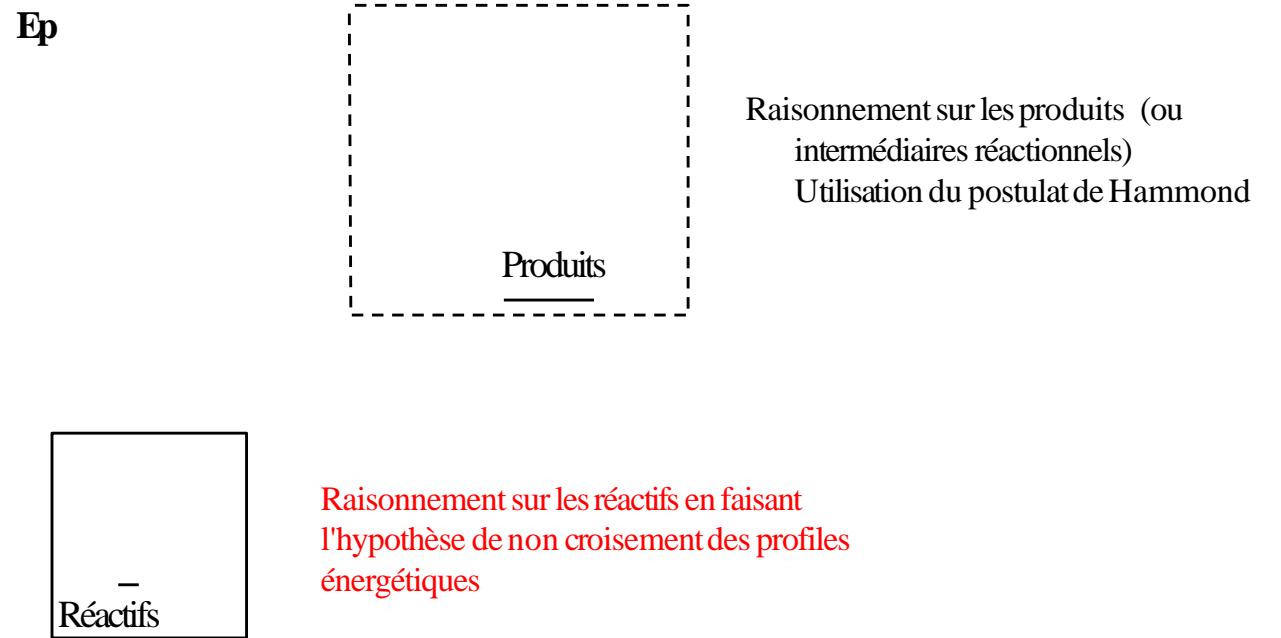 Ep
Raisonnement sur les produits (ou
intermédiaires réactionnels)
Utilisation du postulat de Hammond
Produits
Raisonnement sur les réactifs en faisant
l'hypothèse de non croisement des profiles
énergétiques
Réactifs